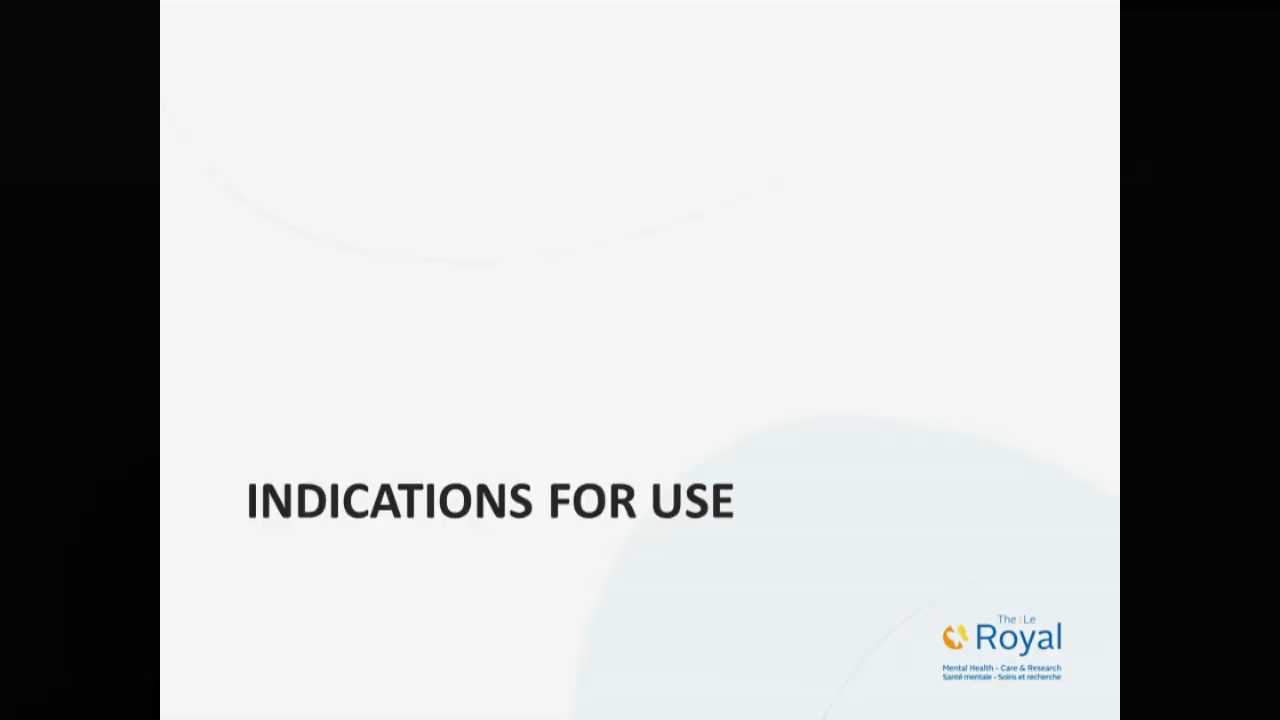 INDICATIONS FOR USE
The | Le
Royal
Mental Health - Care & Research
Santé mentale - Soins et recherche